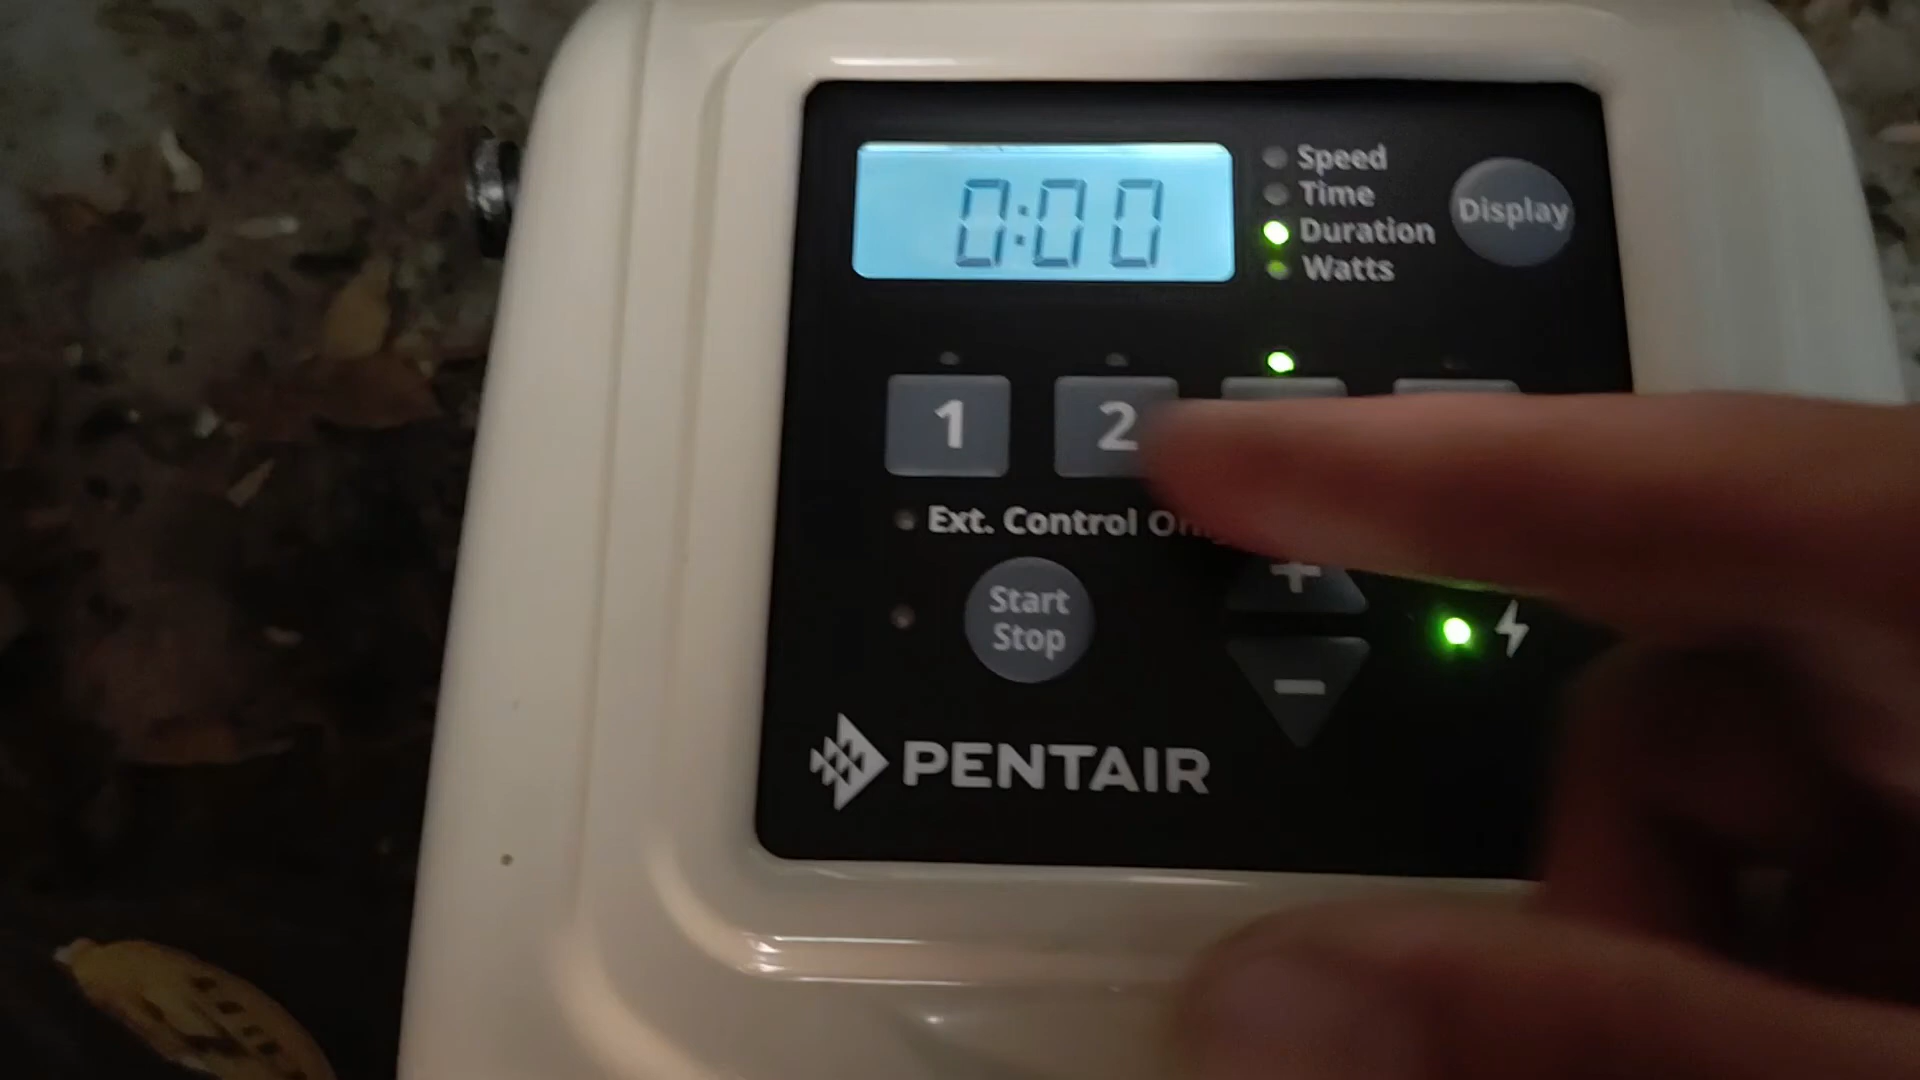 0:00
Speed
Time
Duration
Watts
Display
1
2
Ext. Control
Start
Stop
+
-
PENTAIR